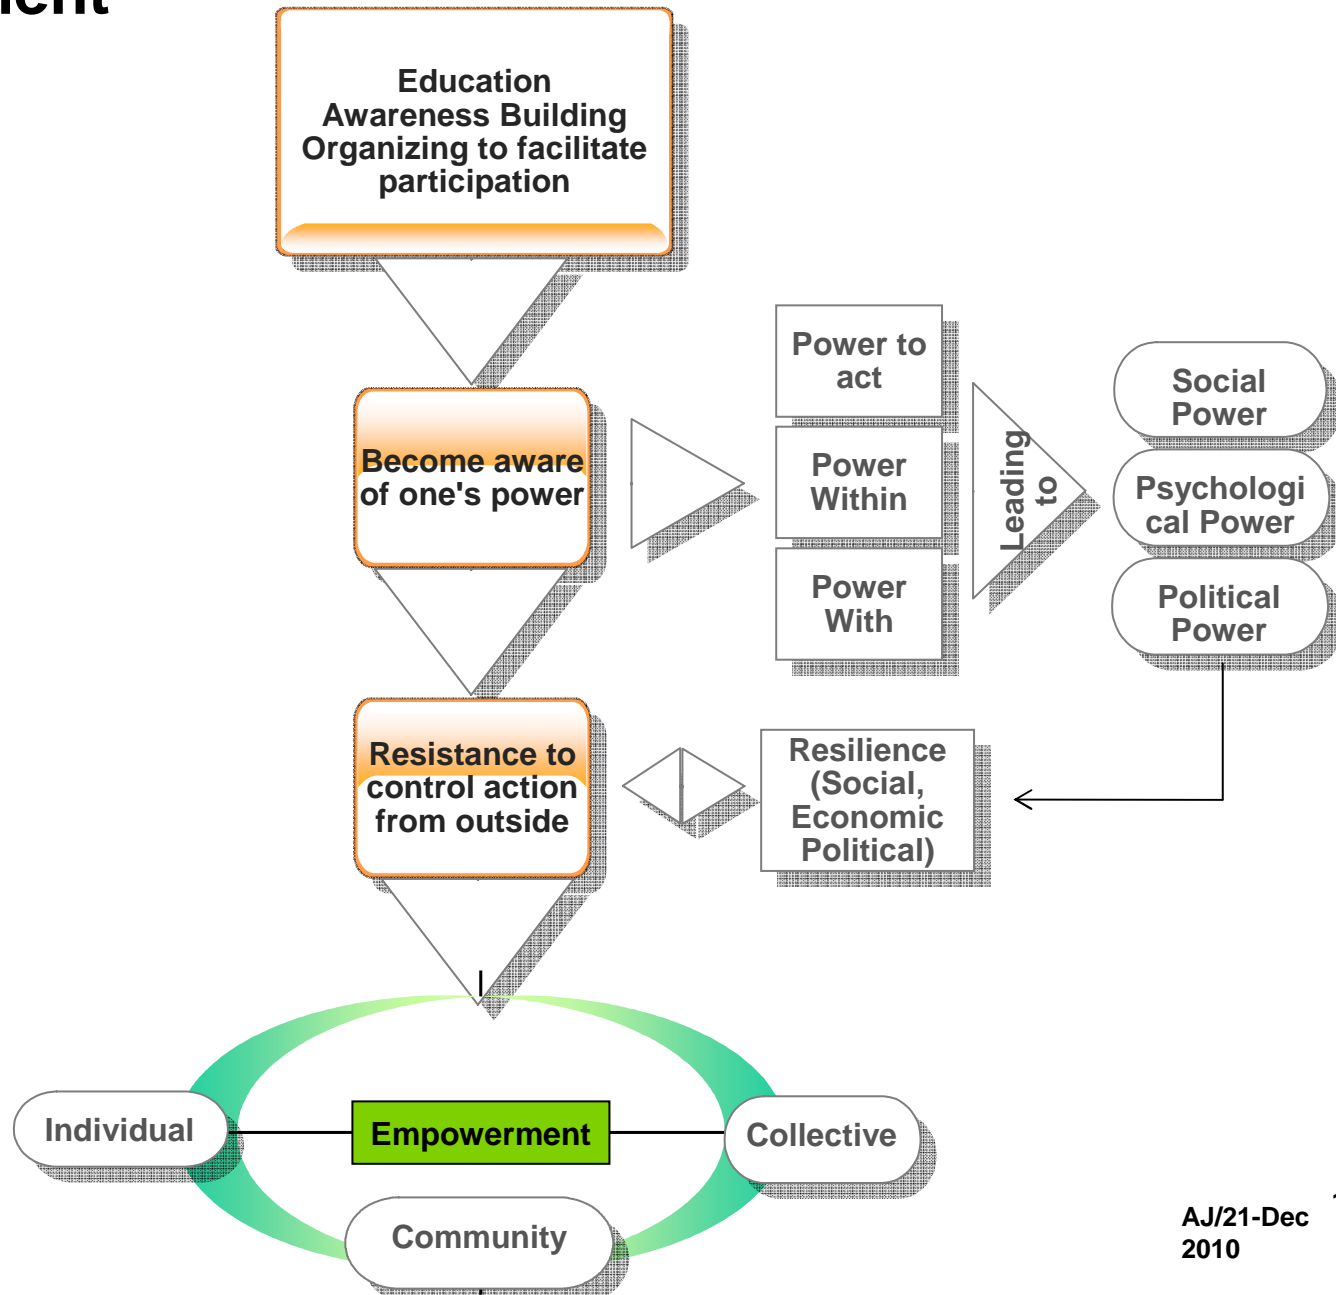 Education
Awareness Building
Organizing to facilitate
participation
Become aware
of one's power
Power to
act
Power
Within
Power
With
Leading
to
Social
Power
Psychologi
cal Power
Political
Power
Resistance to
control action
from outside
Resilience
(Social,
Economic
Political)
Individual
Empowerment
Collective
Community
AJ/21-Dec
2010